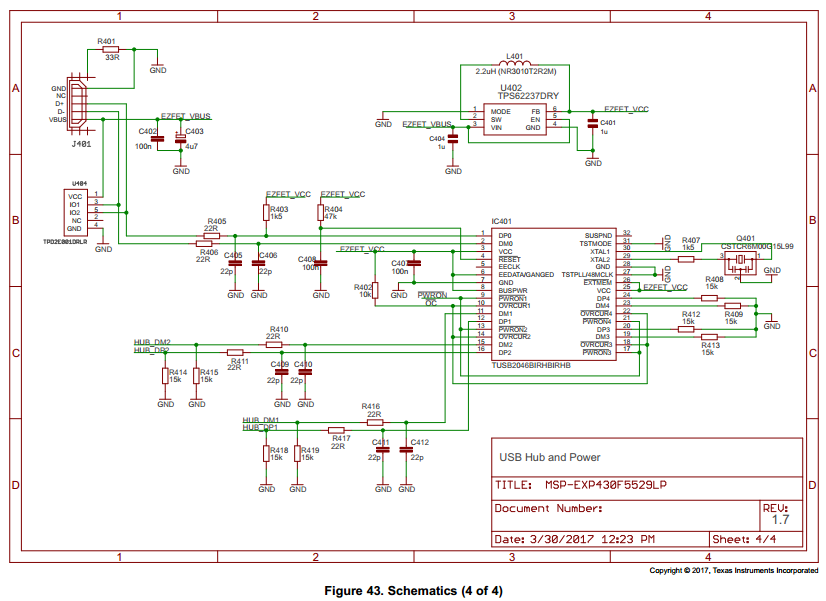 1 2 3 4
A A
B B
C C
D D
R401
33R
GND
GND
NC
D+
D-
VBUS
J401
EZFET_VBUS
C402
100n
C403
4u7
GND
L401
2.2uH (NR3010T2R2M)
U402
TPS62237DRY
1 MODE FB 6
2 SW EN 5
3 VIN GND 4
GND
EZFET_VBUS
C404
1u
GND
EZFET_VCC
C401
1u
GND
U404
VCC 1
IO1 3
IO2 5
NC 2
GND 4
TPD2E001DRLR
GND
R405
22R
R406
22R
C405
22p
C406
22p
GND GND
EZFET_VCC
R403
1k5
EZFET_VCC
R404
47k
C408
100n
GND
EZFET_VCC
R402
10k
C407
100n
GND
PWRON
OC
IC401
1 DP0 SUSPND 32
2 DM0 TSTMODE 31
3 VCC XTAL1 30
4 RESET XTAL2 29
5 EECLK GND 28
6 EEDATA/GANGED TSTPLL/48MCLK 27
7 GND EXTMEM 26
8 BUSPWR VCC 25
9 PWRON1 DP4 24
10 OVRCUR1 DM4 23
11 DM1 OVRCUR4 22
12 DP1 PWRON4 21
13 PWRON2 DP3 20
14 OVRCUR2 DM3 19
15 DM2 OVRCUR3 18
16 DP2 PWRON3 17
TUSB2046BIRHBIRHB
GND
GND
R407
1k5
Q401
CSTCR6M00G15L99
3 1
2
GND
EZFET_VCC
R408
15k
R409
15k
R412
15k
R413
15k
GND
HUB_DM2
HUB_DP2
R410
22R
R411
22R
R414
15k
R415
15k
GND GND
C409
22p
C410
22p
GND GND
HUB_DM1
HUB_DP1
R416
22R
R417
22R
R418
15k
R419
15k
GND GND
C411
22p
C412
22p
GND GND
USB Hub and Power
TITLE: MSP-EXP430F5529LP
Document Number:
REV:
1.7
Date: 3/30/2017 12:23 PM
Sheet: 4/4
1 2 3 4
Copyright © 2017, Texas Instruments Incorporated
Figure 43. Schematics (4 of 4)